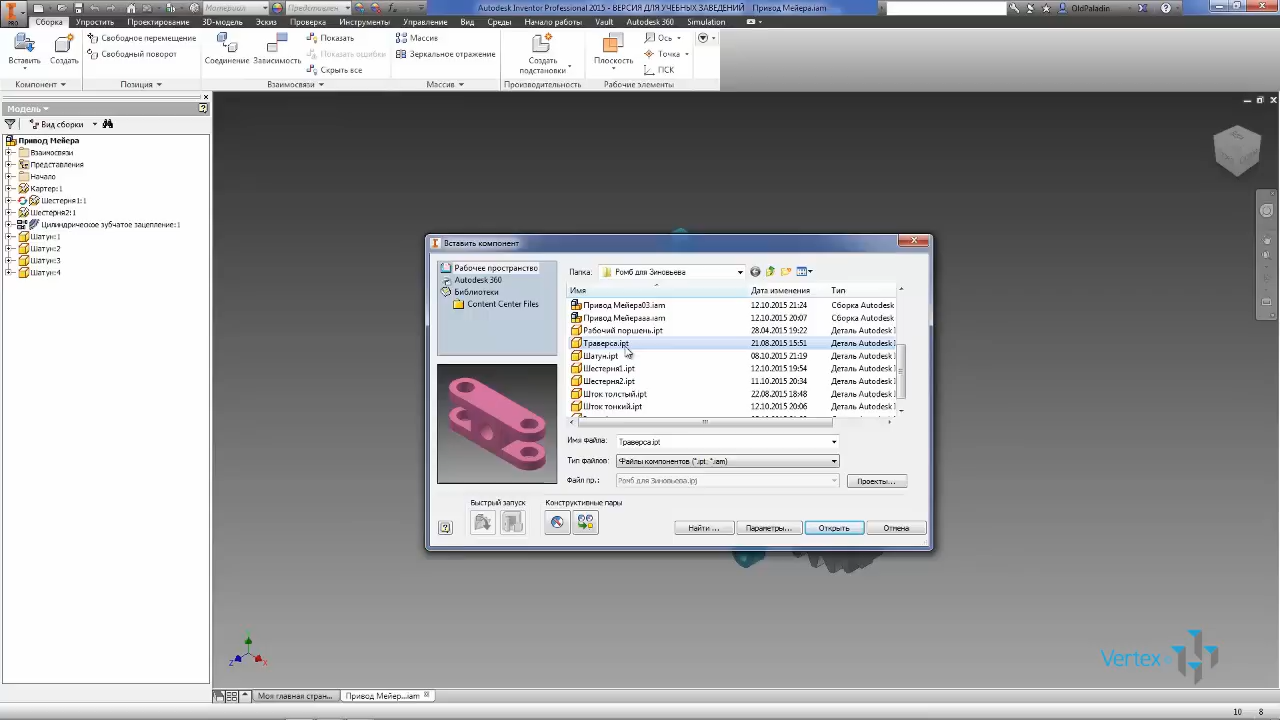 Материал
Представлен
Autodesk Inventor Professional 2015 - ВЕРСИЯ ДЛЯ УЧЕБНЫХ ЗАВЕДЕНИЙ
Привод Мейера.iam
OldPaladin
PRO
Сборка Упростить Проектирование 3D-модель Эскиз Проверка Инструменты Управление Вид Среды Начало работы Vault Autodesk 360 Simulation
Вставить
Создать
Свободное перемещение
Свободный поворот
Соединение
Зависимость
Показать
Показать ошибки
Скрыть все
Массив
Зеркальное отражение
Создать подстановки
Плоскость
Ось
Точка
ПСК
Компонент
Позиция
Взаимосвязи
Массив
Производительность
Рабочие элементы
Модель
Вид сборки
Привод Мейера
Взаимосвязи
Представления
Начало
Картер:1
Шестерня1:1
Шестерня2:1
Цилиндрическое зубчатое зацепление:1
Шатун:1
Шатун:2
Шатун:3
Шатун:4
Вставить компонент
Рабочее пространство
Autodesk 360
Библиотеки
Content Center Files
Папка: Ромб для Зиновьева
Имя Дата изменения Тип
Привод Мейера03.iam 12.10.2015 21:24 Сборка Autodesk
Привод Мейерааа.iam 12.10.2015 20:07 Сборка Autodesk
Рабочий поршень.ipt 28.04.2015 19:22 Деталь Autodesk I
Траверса.ipt 21.08.2015 15:51 Деталь Autodesk I
Шатун.ipt 08.10.2015 21:19 Деталь Autodesk I
Шестерня1.ipt 12.10.2015 19:54 Деталь Autodesk I
Шестерня2.ipt 11.10.2015 20:34 Деталь Autodesk I
Шток толстый.ipt 22.08.2015 18:48 Деталь Autodesk I
Шток тонкий.ipt 12.10.2015 20:06 Деталь Autodesk I
Имя Файла: Траверса.ipt
Тип файлов: Файлы компонентов (*.ipt; *.iam)
Файл пр.: Ромб для Зиновьева.ipj Проекты...
Быстрый запуск Конструктивные пары
Найти ... Параметры... Открыть Отмена
Z X
Vertex
Моя главная стран... Привод Мейер...iam
10 8